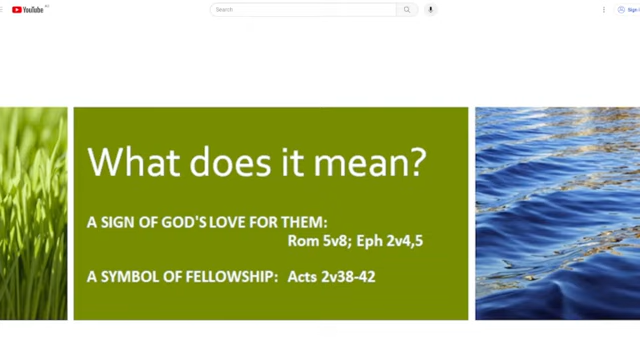 YouTube
Search
Sign i
What does it mean?
A SIGN OF GOD'S LOVE FOR THEM:
Rom 5v8; Eph 2v4,5
A SYMBOL OF FELLOWSHIP: Acts 2v38-42